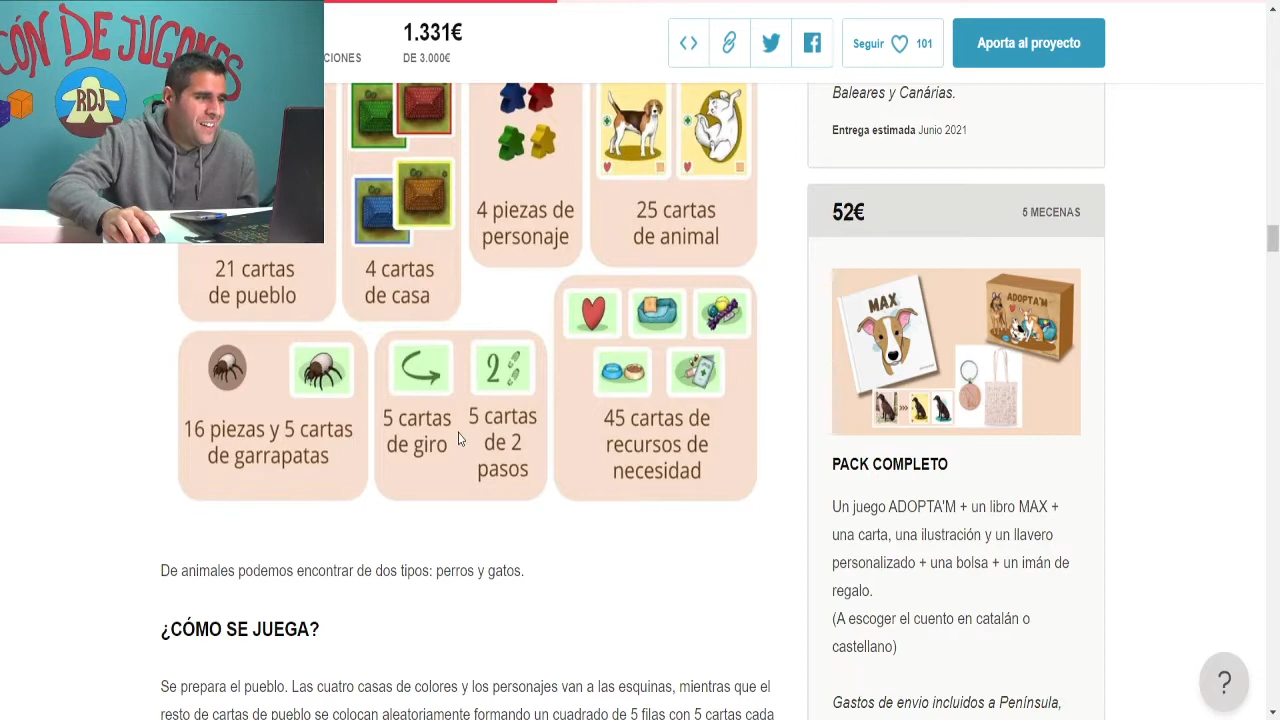 CÓN DE JUGONES
RDJ
CIONES
1.331€
DE 3.000€
Seguir 101
Aporta al proyecto
21 cartas
de pueblo
4 cartas
de casa
4 piezas de
personaje
25 cartas
de animal
16 piezas y 5 cartas
de garrapatas
5 cartas
de giro
2
5 cartas
de 2
pasos
45 cartas de
recursos de
necesidad
De animales podemos encontrar de dos tipos: perros y gatos.
¿CÓMO SE JUEGA?
Se prepara el pueblo. Las cuatro casas de colores y los personajes van a las esquinas, mientras que el
resto de cartas de pueblo se colocan aleatoriamente formando un cuadrado de 5 filas con 5 cartas cada
Baleares y Canárias.
Entrega estimada Junio 2021
52€
5 MECENAS
MAX
ADOPTA'M
PACK COMPLETO
Un juego ADOPTA'M + un libro MAX +
una carta, una ilustración y un llavero
personalizado + una bolsa + un imán de
regalo.
(A escoger el cuento en catalán o
castellano)
Gastos de envio incluidos a Península,
?